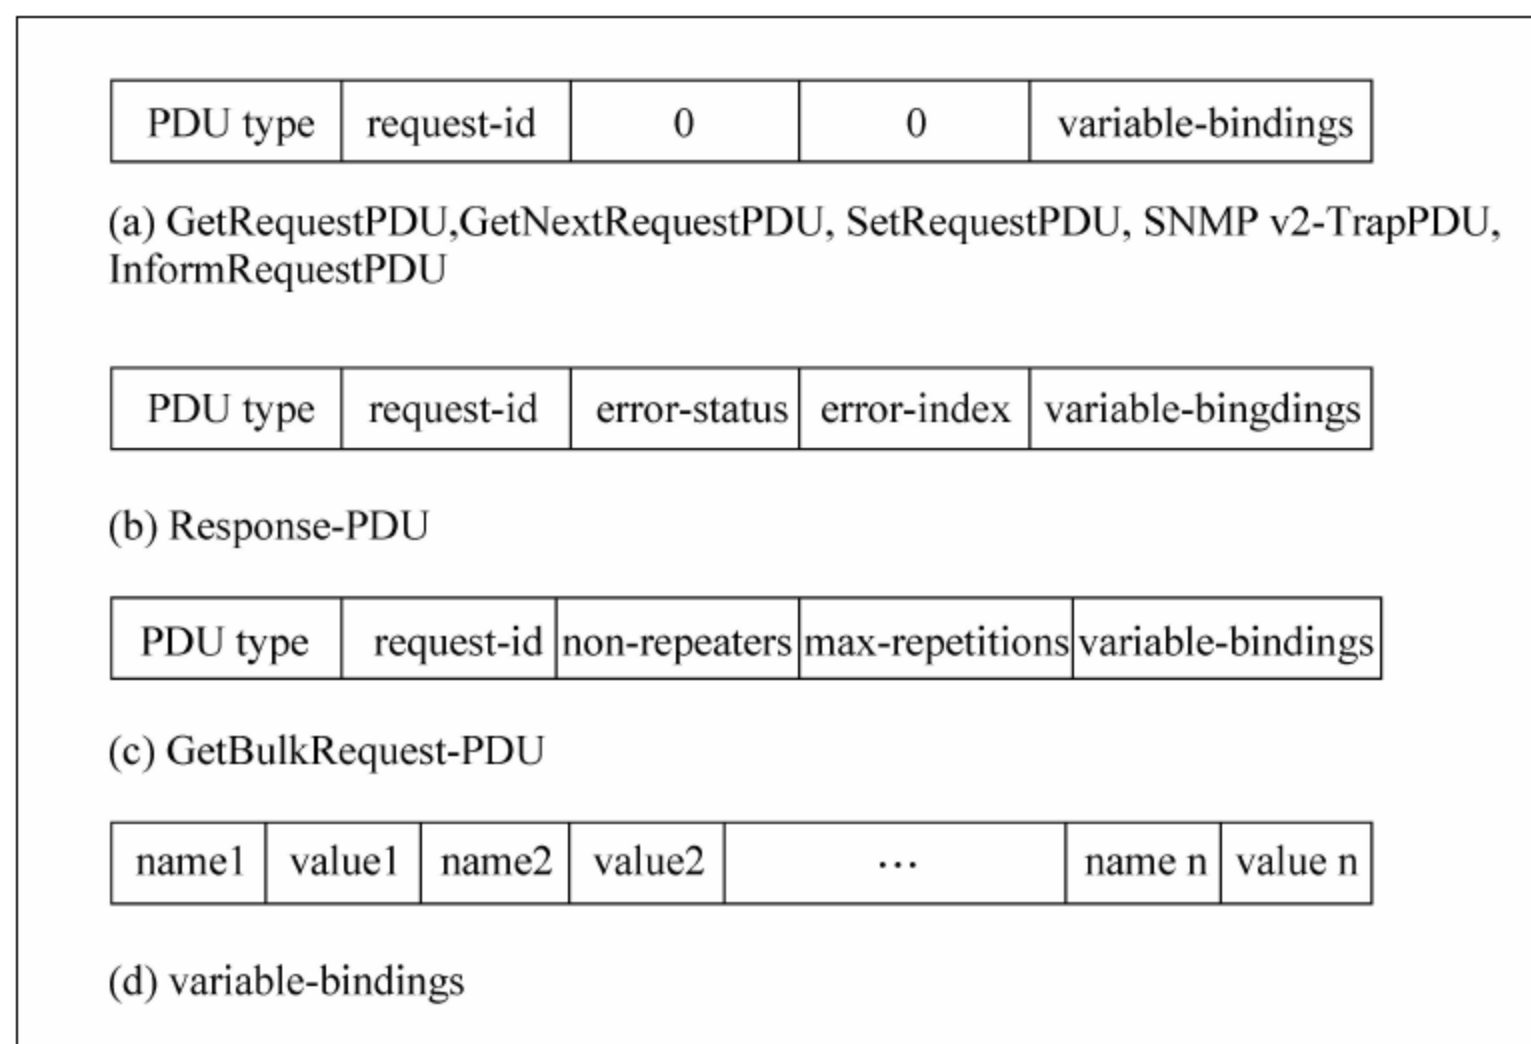 PDU type request-id 0 0 variable-bindings
(a) GetRequestPDU,GetNextRequestPDU, SetRequestPDU, SNMP v2-TrapPDU,
InformRequestPDU
PDU type request-id error-status error-index variable-bingdings
(b) Response-PDU
PDU type request-id non-repeaters max-repetitions variable-bindings
(c) GetBulkRequest-PDU
name1 value1 name2 value2 ··· name n value n
(d) variable-bindings